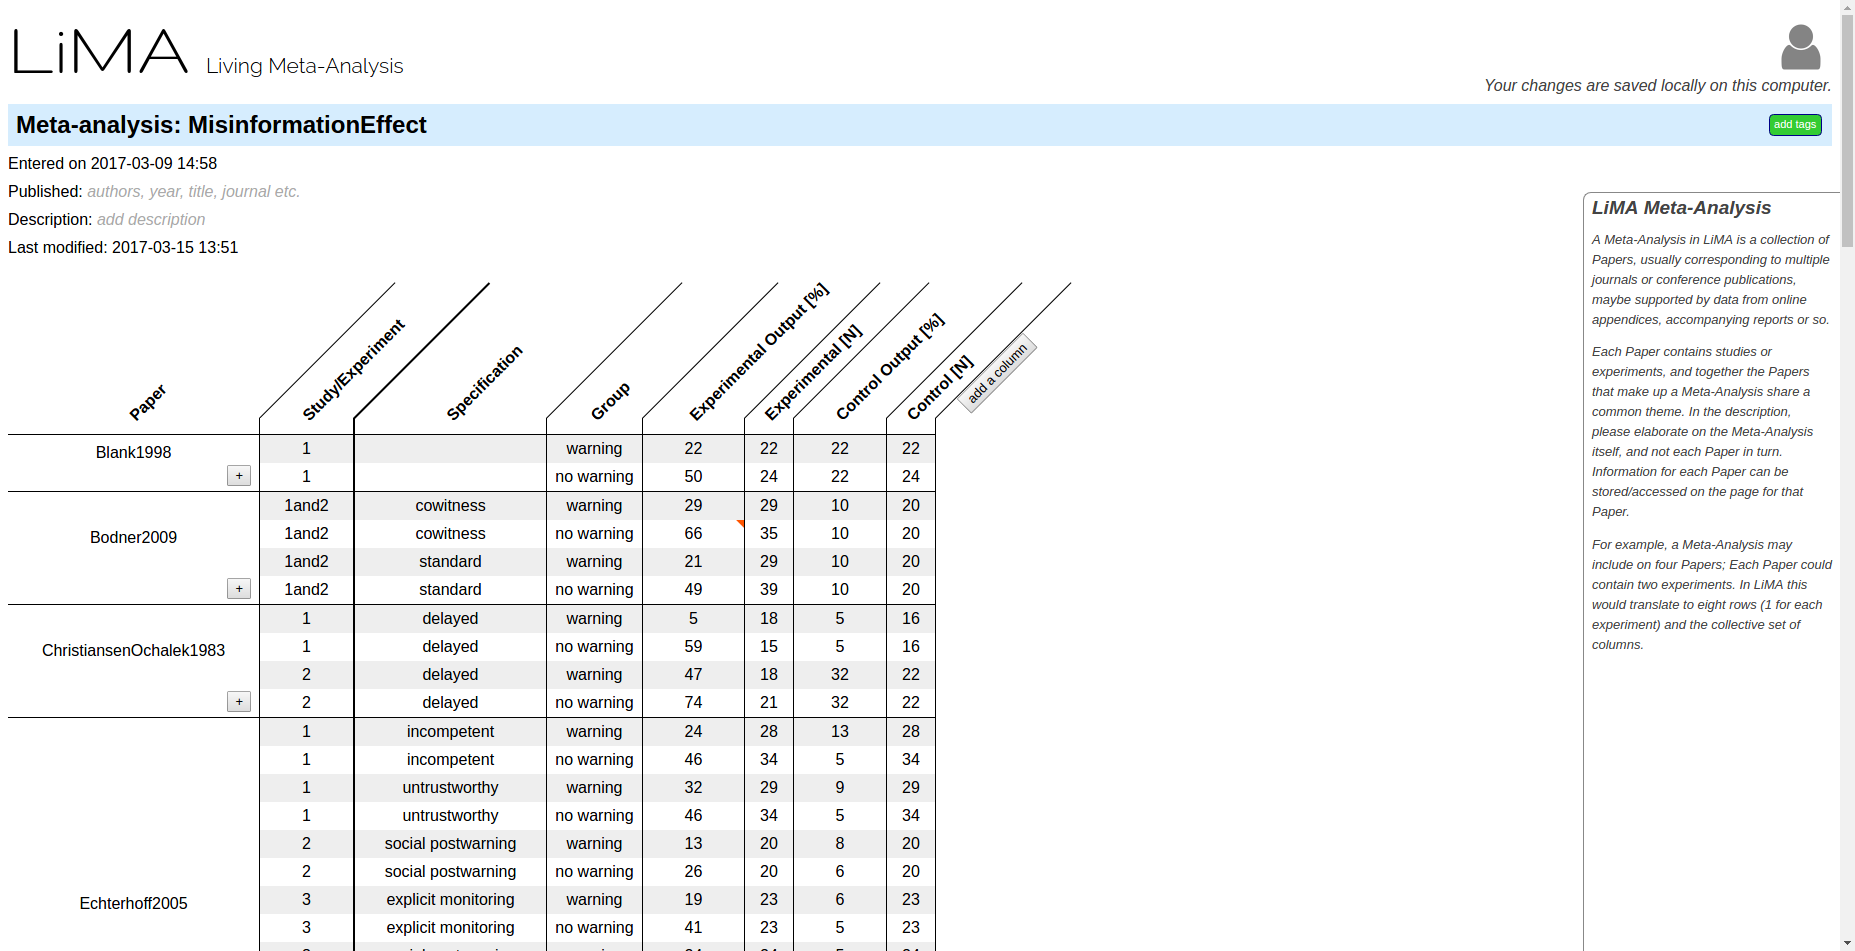 LiMA Living Meta-Analysis
Your changes are saved locally on this computer.
Meta-analysis: MisinformationEffect
add tags
Entered on 2017-03-09 14:58
Published: authors, year, title, journal etc.
Description: add description
Last modified: 2017-03-15 13:51
Paper Study/Experiment Specification Group Experimental Output [%] Experimental [N] Control Output [%] Control [N] add a column
Blank1998
+
1 warning 22 22 22 22
1 no warning 50 24 22 24
Bodner2009
+
1and2 cowitness warning 29 29 10 20
1and2 cowitness no warning 66 35 10 20
1and2 standard warning 21 29 10 20
1and2 standard no warning 49 39 10 20
ChristiansenOchalek1983
+
1 delayed warning 5 18 5 16
1 delayed no warning 59 15 5 16
2 delayed warning 47 18 32 22
2 delayed no warning 74 21 32 22
Echterhoff2005
1 incompetent warning 24 28 13 28
1 incompetent no warning 46 34 5 34
1 untrustworthy warning 32 29 9 29
1 untrustworthy no warning 46 34 5 34
2 social postwarning warning 13 20 8 20
2 social postwarning no warning 26 20 6 20
3 explicit monitoring warning 19 23 6 23
3 explicit monitoring no warning 41 23 5 23
LiMA Meta-Analysis
A Meta-Analysis in LiMA is a collection of
Papers, usually corresponding to multiple
journals or conference publications,
maybe supported by data from online
appendices, accompanying reports or so.
Each Paper contains studies or
experiments, and together the Papers
that make up a Meta-Analysis share a
common theme. In the description,
please elaborate on the Meta-Analysis
itself, and not each Paper in turn.
Information for each Paper can be
stored/accessed on the page for that
Paper.
For example, a Meta-Analysis may
include on four Papers; Each Paper could
contain two experiments. In LiMA this
would translate to eight rows (1 for each
experiment) and the collective set of
columns.